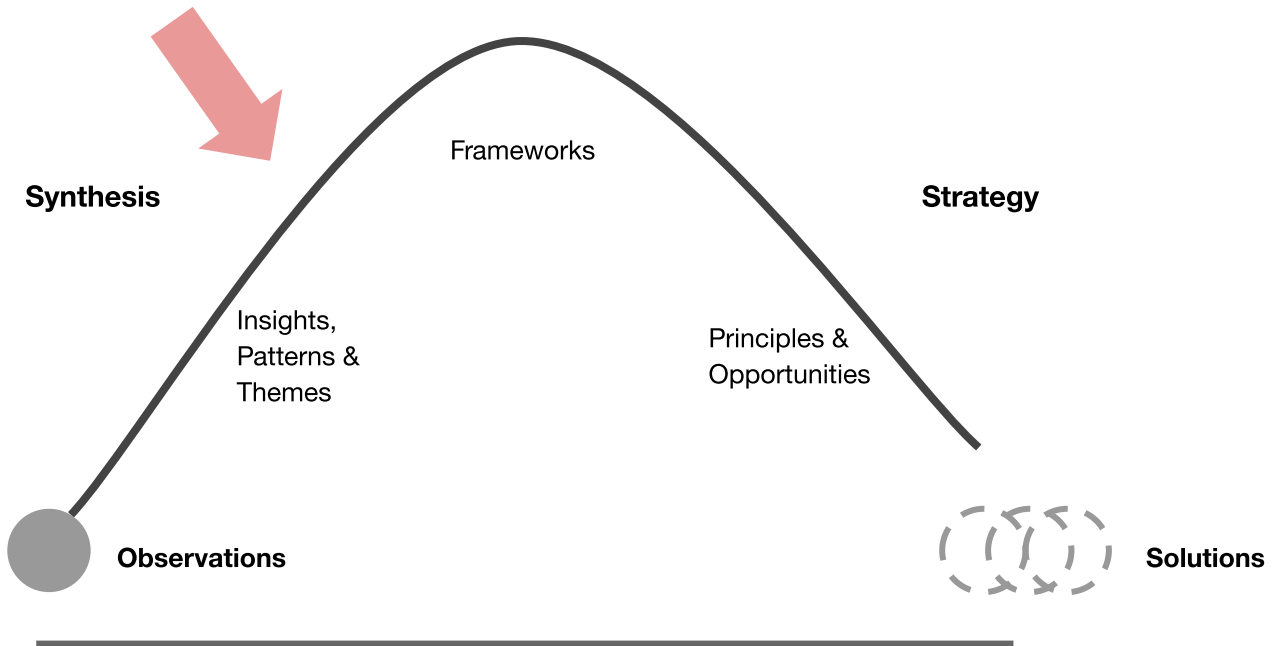 Frameworks
Synthesis
Strategy
Insights,
Patterns &
Themes
Principles &
Opportunities
Observations
Solutions